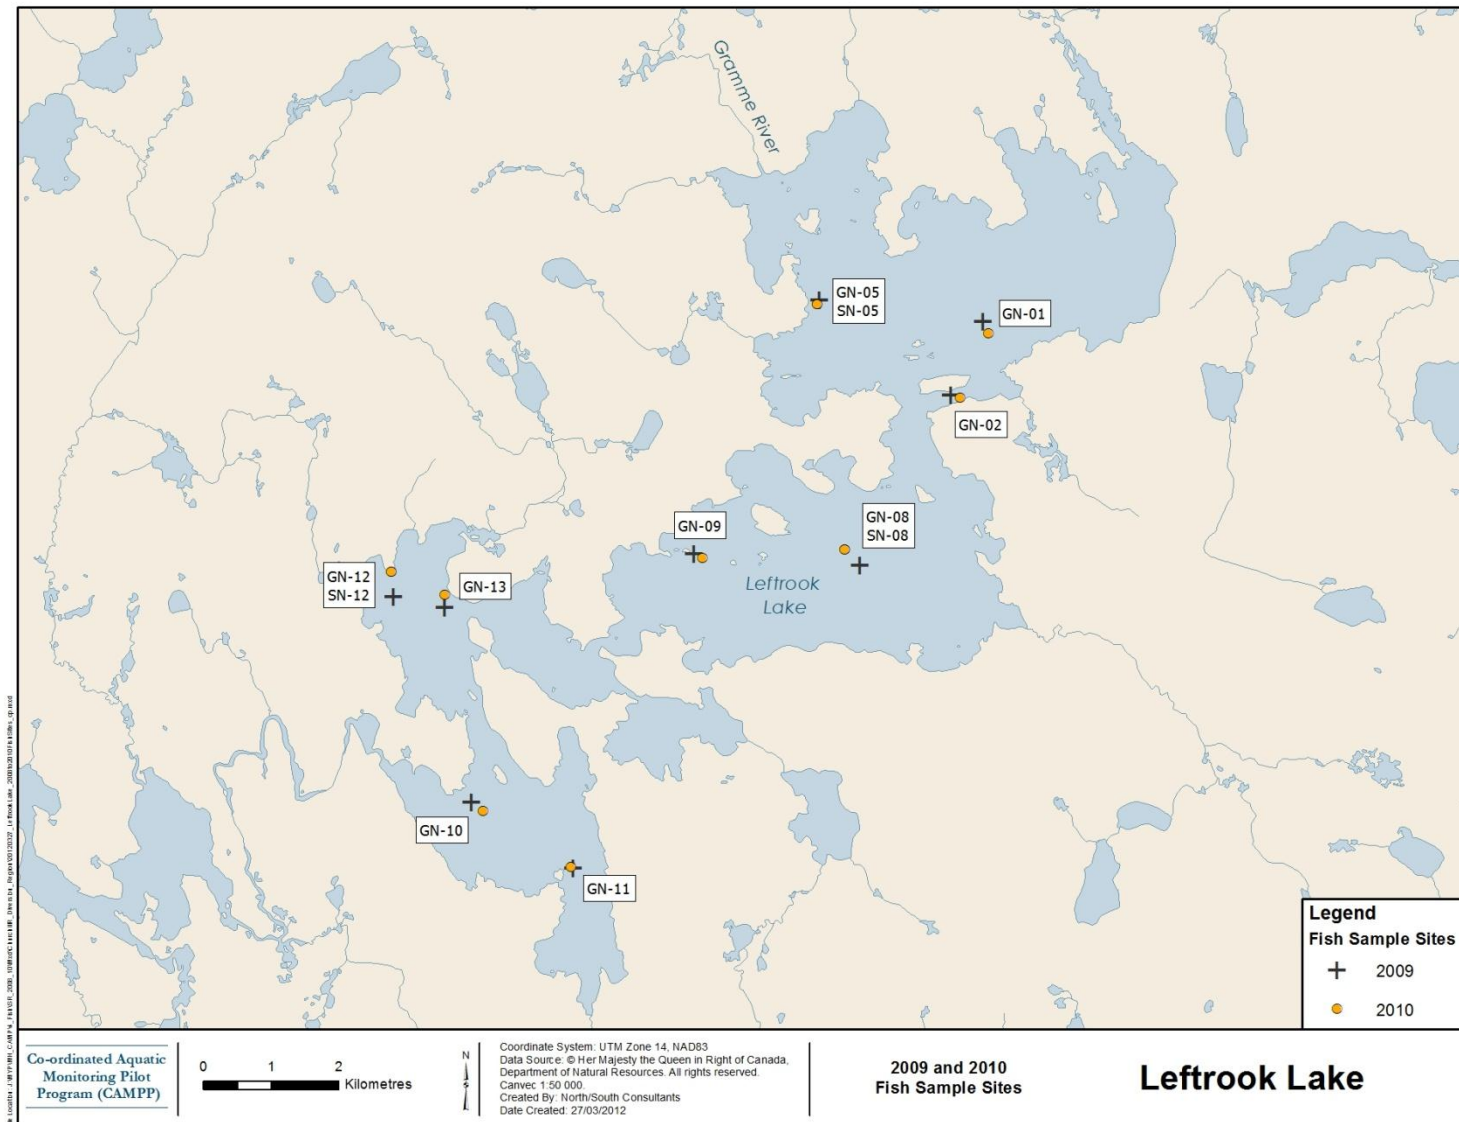 Gramme River
GN-05
SN-05
GN-01
GN-02
GN-09
GN-08
SN-08
GN-12
SN-12
GN-13
Leftrook
Lake
GN-10
GN-11
Legend
Fish Sample Sites
2009
2010
Co-ordinated Aquatic
Monitoring Pilot
Program (CAMPP)
0 1 2
Kilometres
N
S
Coordinate System: UTM Zone 14, NAD83
Data Source: © Her Majesty the Queen in Right of Canada,
Department of Natural Resources. All rights reserved.
Canvec 1:50 000.
Created By: North/South Consultants
Date Created: 27/03/2012
2009 and 2010
Fish Sample Sites
Leftrook Lake